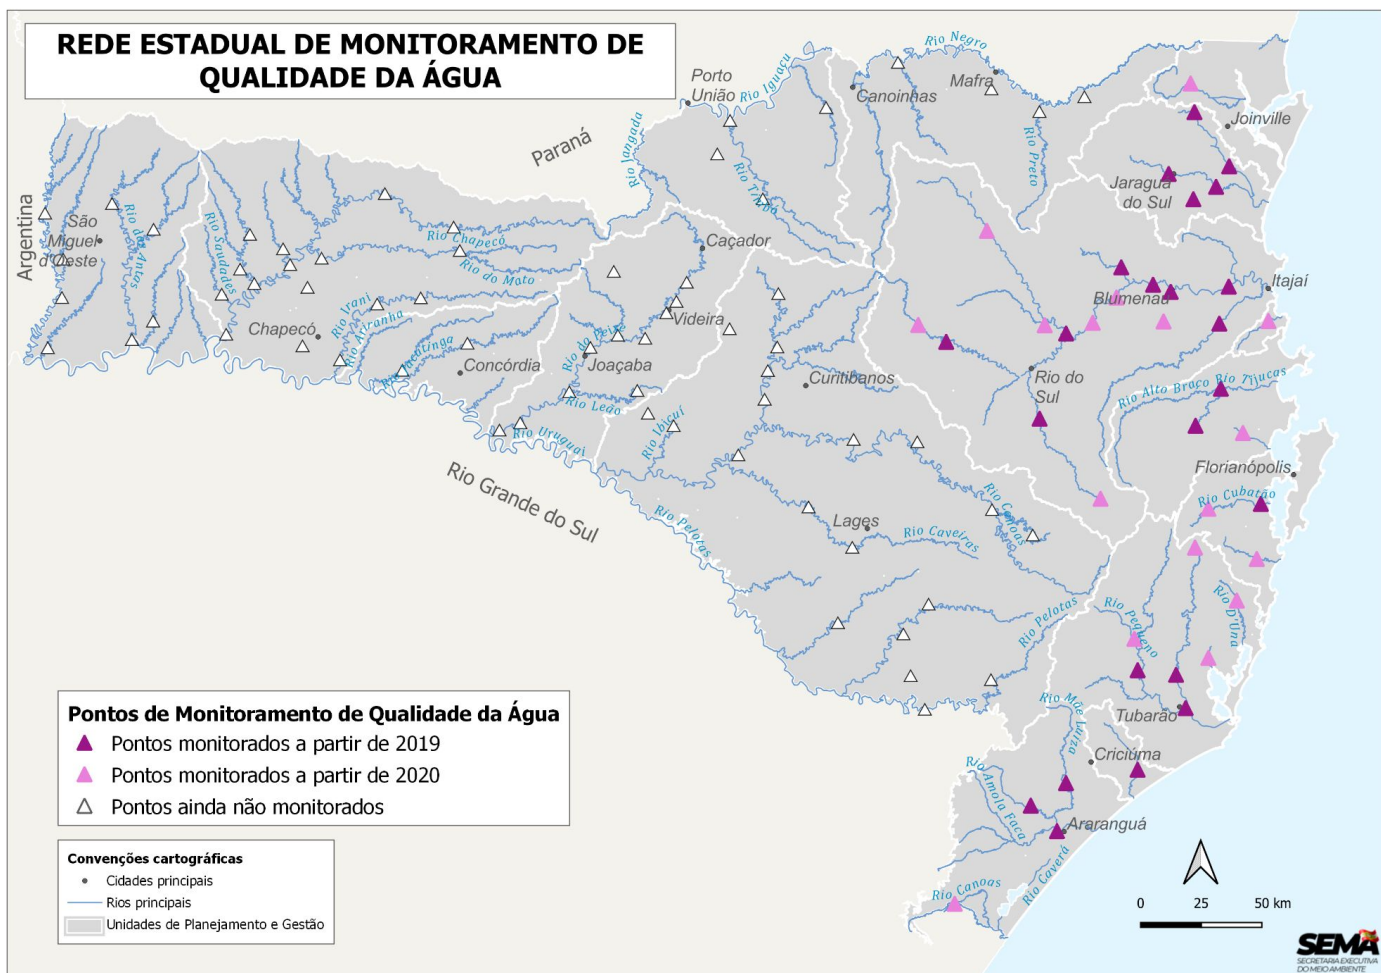 REDE ESTADUAL DE MONITORAMENTO DE
QUALIDADE DA ÁGUA
Porto
União
Rio Iguaçu
Canoinhas
Rio Negro
Mafra
Joinville
Paraná
Rio Jangada
Rio Timbó
Rio Preto
Jaraguá
do Sul
Argentina
São
Miguel
d'Oeste
Rio das Antas
Rio Saudades
Rio Chapecó
Rio do Mato
Caçador
Blumenau
Itajaí
Chapecó
Rio Irani
Rio Ariranha
Rio Jacutinga
Concórdia
Rio do Peixe
Videira
Joaçaba
Curitibanos
Rio do
Sul
Rio Alto Braço Rio Tijucas
Rio Leão
Rio Uruguai
Rio Ibicuí
Florianópolis
Rio Cubatão
Rio Grande do Sul
Rio Pelotas
Lages
Rio Canoas
Rio Caveiras
Rio Pelotas
Rio Pequeno
Rio D'Una
Rio Mãe Luzia
Tubarão
Criciúma
Rio Amola Faca
Araranguá
Rio Caverá
Rio Canoas
Pontos de Monitoramento de Qualidade da Água
Pontos monitorados a partir de 2019
Pontos monitorados a partir de 2020
Pontos ainda não monitorados
Convenções cartográficas
Cidades principais
Rios principais
Unidades de Planejamento e Gestão
0 25 50 km
SEMA
SECRETARIA EXECUTIVA
DO MEIO AMBIENTE